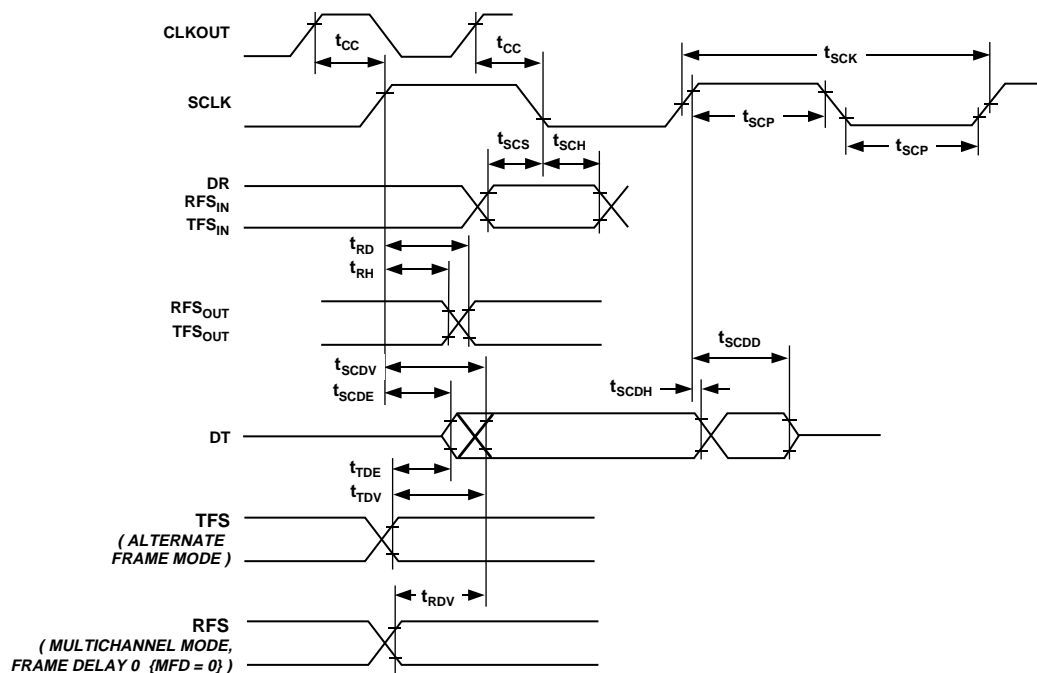 CLKOUT
tCC
tCC
tSCK
SCLK
tSCP
tSCP
tSCS
tSCH
DR
RFSIN
TFSIN
tRD
tRH
RFSOUT
TFSOUT
tSCDV
tSCDE
tSCDD
tSCDH
DT
tTDE
tTDV
TFS
( ALTERNATE
FRAME MODE )
tRDV
RFS
( MULTICHANNEL MODE,
FRAME DELAY 0 {MFD = 0} )